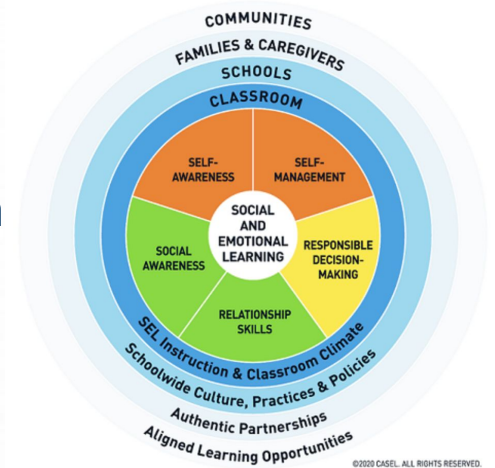 COMMUNITIES
FAMILIES & CAREGIVERS
SCHOOLS
CLASSROOM
SELF-
AWARENESS
SELF-
MANAGEMENT
SOCIAL
AND
EMOTIONAL
LEARNING
SOCIAL
AWARENESS
RESPONSIBLE
DECISION-
MAKING
RELATIONSHIP
SKILLS
SEL Instruction & Classroom Climate
Schoolwide Culture, Practices & Policies
Authentic Partnerships
Aligned Learning Opportunities
©2020 CASEL. ALL RIGHTS RESERVED.